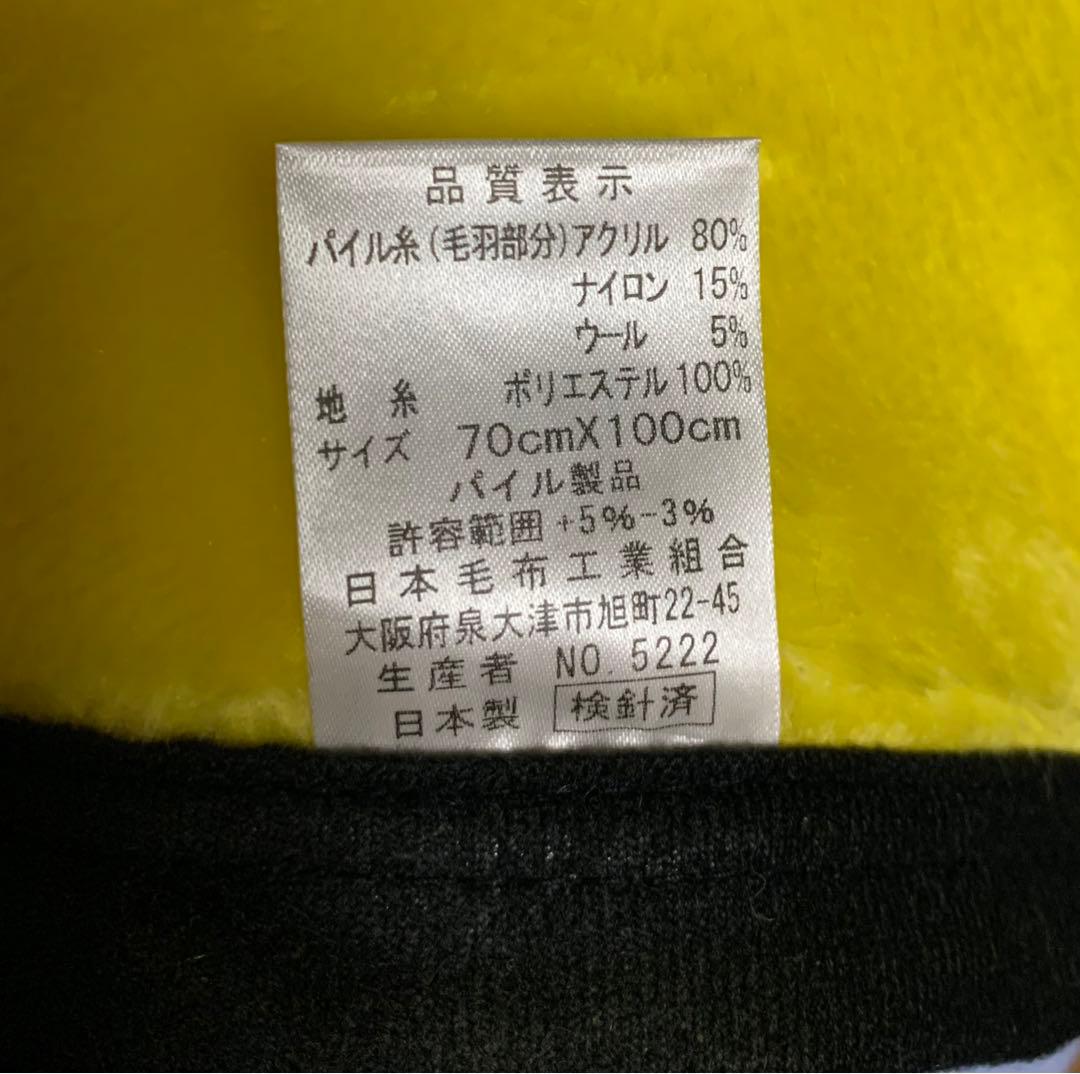 品質表示
パイル糸(毛羽部分)アクリル 80%
ナイロン 15%
ウール 5%
地糸 ポリエステル100%
サイズ 70cmX100cm
パイル製品
許容範囲+5%-3%
日本毛布工業組合
大阪府泉大津市旭町22-45
生産者 NO. 5222
日本製 検針済